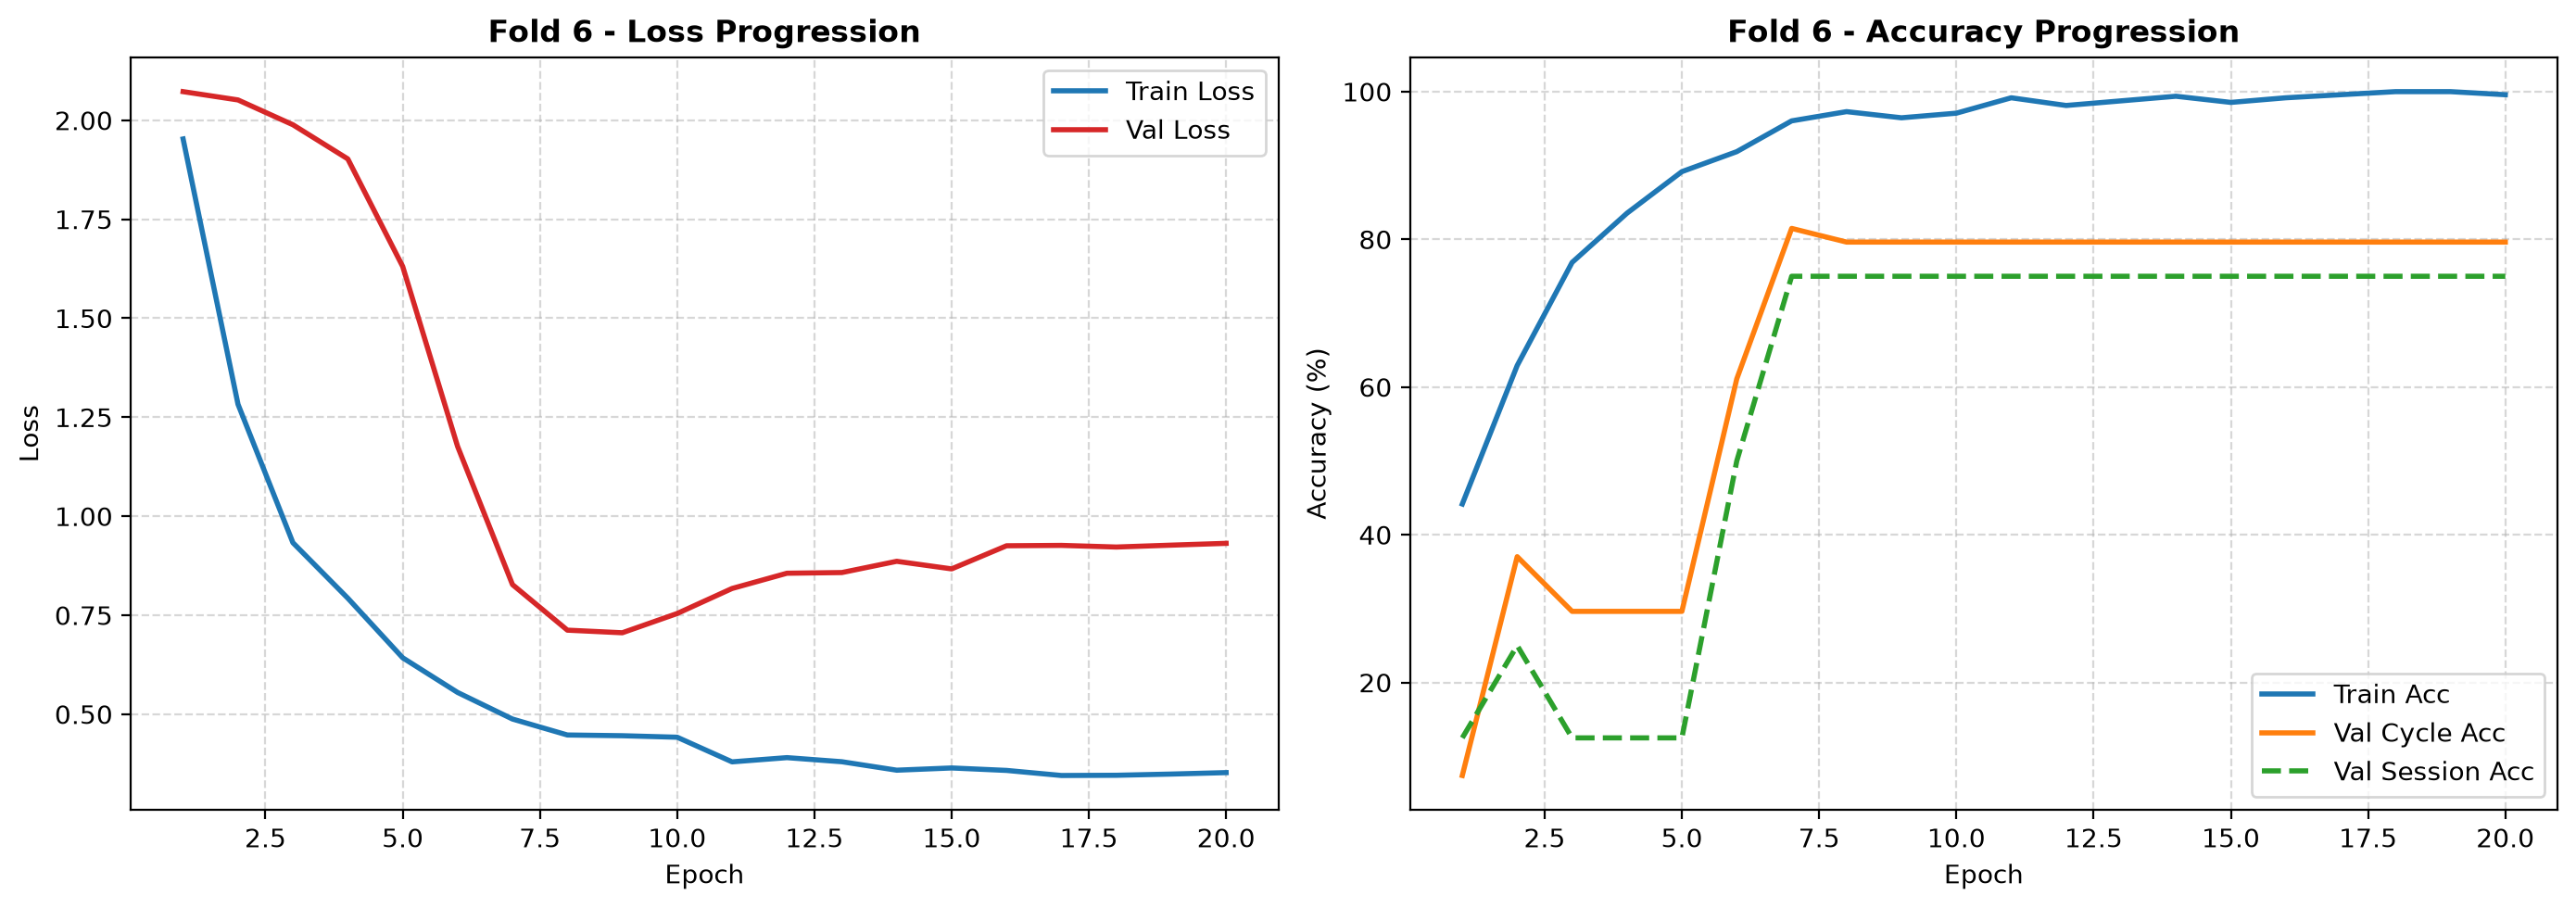 Fold 6 - Loss Progression
Train Loss
Val Loss
2.00
1.75
1.50
1.25
1.00
0.75
0.50
Loss
2.5 5.0 7.5 10.0 12.5 15.0 17.5 20.0
Epoch
Fold 6 - Accuracy Progression
100
80
60
40
20
Accuracy (%)
Train Acc
Val Cycle Acc
Val Session Acc
2.5 5.0 7.5 10.0 12.5 15.0 17.5 20.0
Epoch